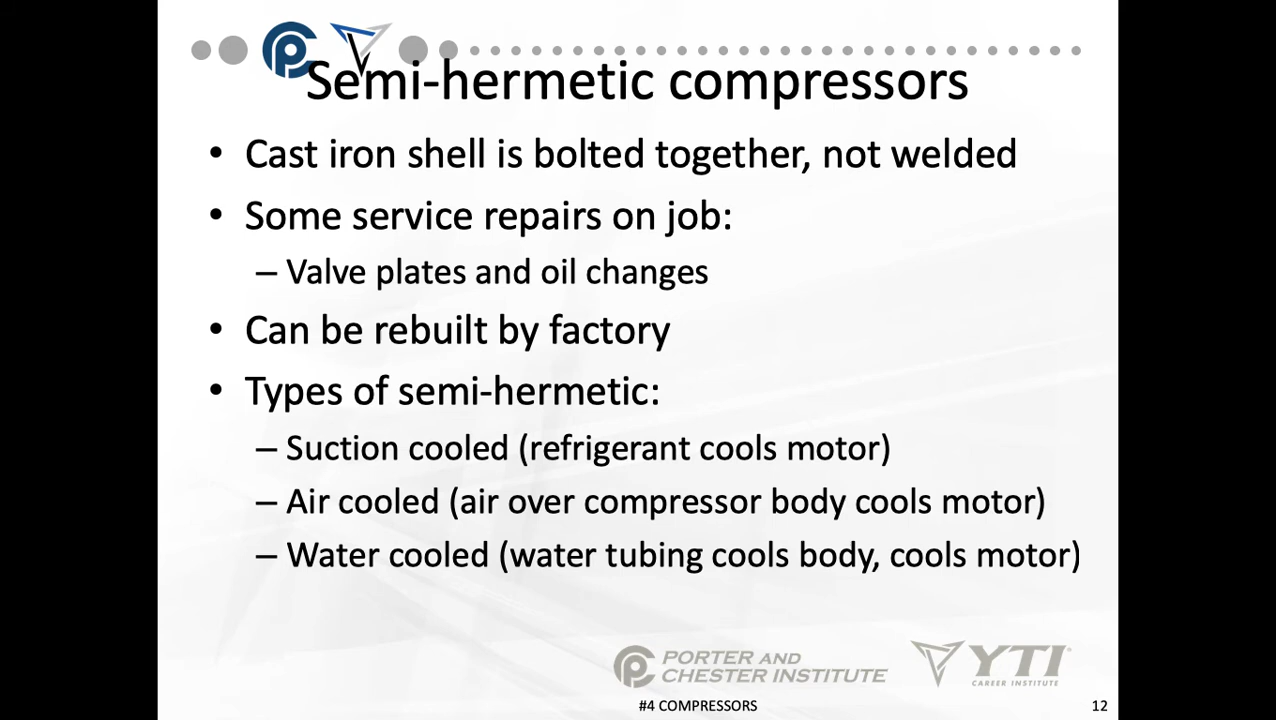 Semi-hermetic compressors
• Cast iron shell is bolted together, not welded
• Some service repairs on job:
– Valve plates and oil changes
• Can be rebuilt by factory
• Types of semi-hermetic:
– Suction cooled (refrigerant cools motor)
– Air cooled (air over compressor body cools motor)
– Water cooled (water tubing cools body, cools motor)
PORTER AND
CHESTER INSTITUTE
YTI®
CAREER INSTITUTE
#4 COMPRESSORS
12